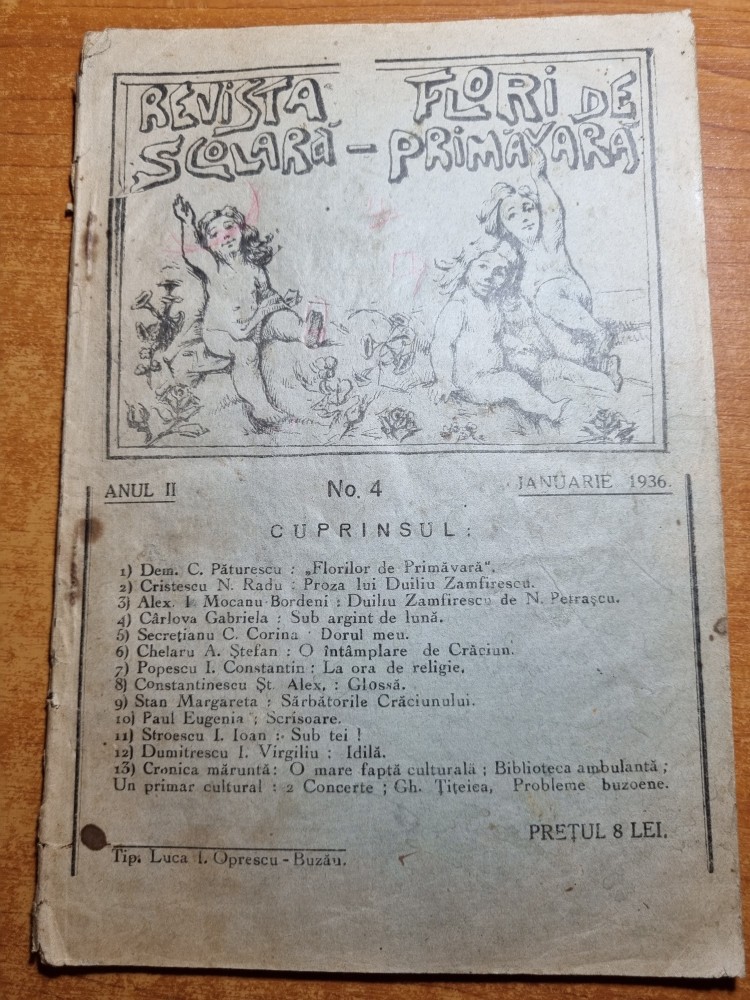 REVISTA FLORI DE
SCOLARĂ — PRIMĂVARĂ
ANUL II No. 4 JANUARIE 1936.
CUPRINSUL:
1) Dem. C. Păturescu : „Florilor de Primăvară“.
2) Cristescu N. Radu : Proza lui Duiliu Zamfirescu.
3) Alex. I. Mocanu-Bordeni : Duiliu Zamfirescu de N. Petrașcu.
4) Cârlova Gabriela : Sub argint de lună.
5) Secrețianu C. Corina : Dorul meu.
6) Chelaru A. Ștefan : O întâmplare de Crăciun.
7) Popescu I. Constantin : La ora de religie.
8) Constantinescu Șt. Alex. : Glossă.
9) Stan Margareta : Sărbătorile Crăciunului.
10) Paul Eugenia ; Scrisoare.
11) Stroescu I. Ioan : Sub tei !
12) Dumitrescu I. Virgiliu : Idilă.
13) Cronica măruntă: O mare faptă culturală ; Biblioteca ambulantă ;
Un primar cultural : 2 Concerte ; Gh. Țițeica, Probleme buzoene.
PREȚUL 8 LEI.
Tip. Luca I. Oprescu - Buzău.